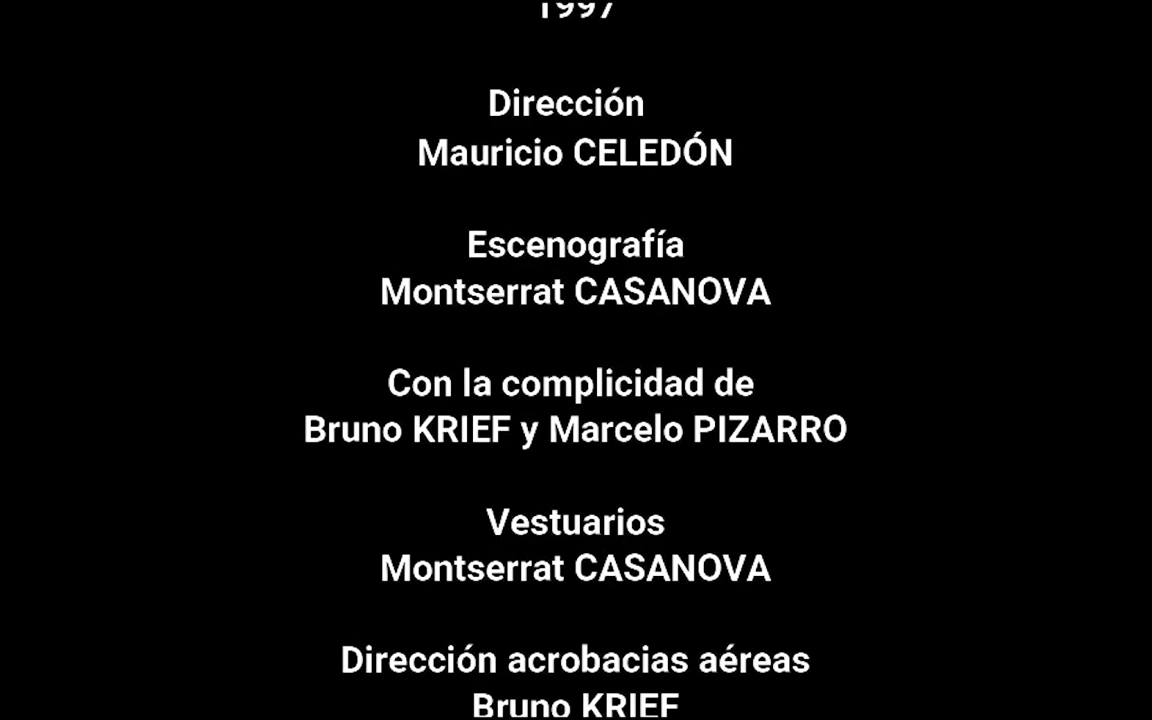 1997
Dirección
Mauricio CELEDÓN
Escenografía
Montserrat CASANOVA
Con la complicidad de
Bruno KRIEF y Marcelo PIZARRO
Vestuarios
Montserrat CASANOVA
Dirección acrobacias aéreas
Bruno KRIEF